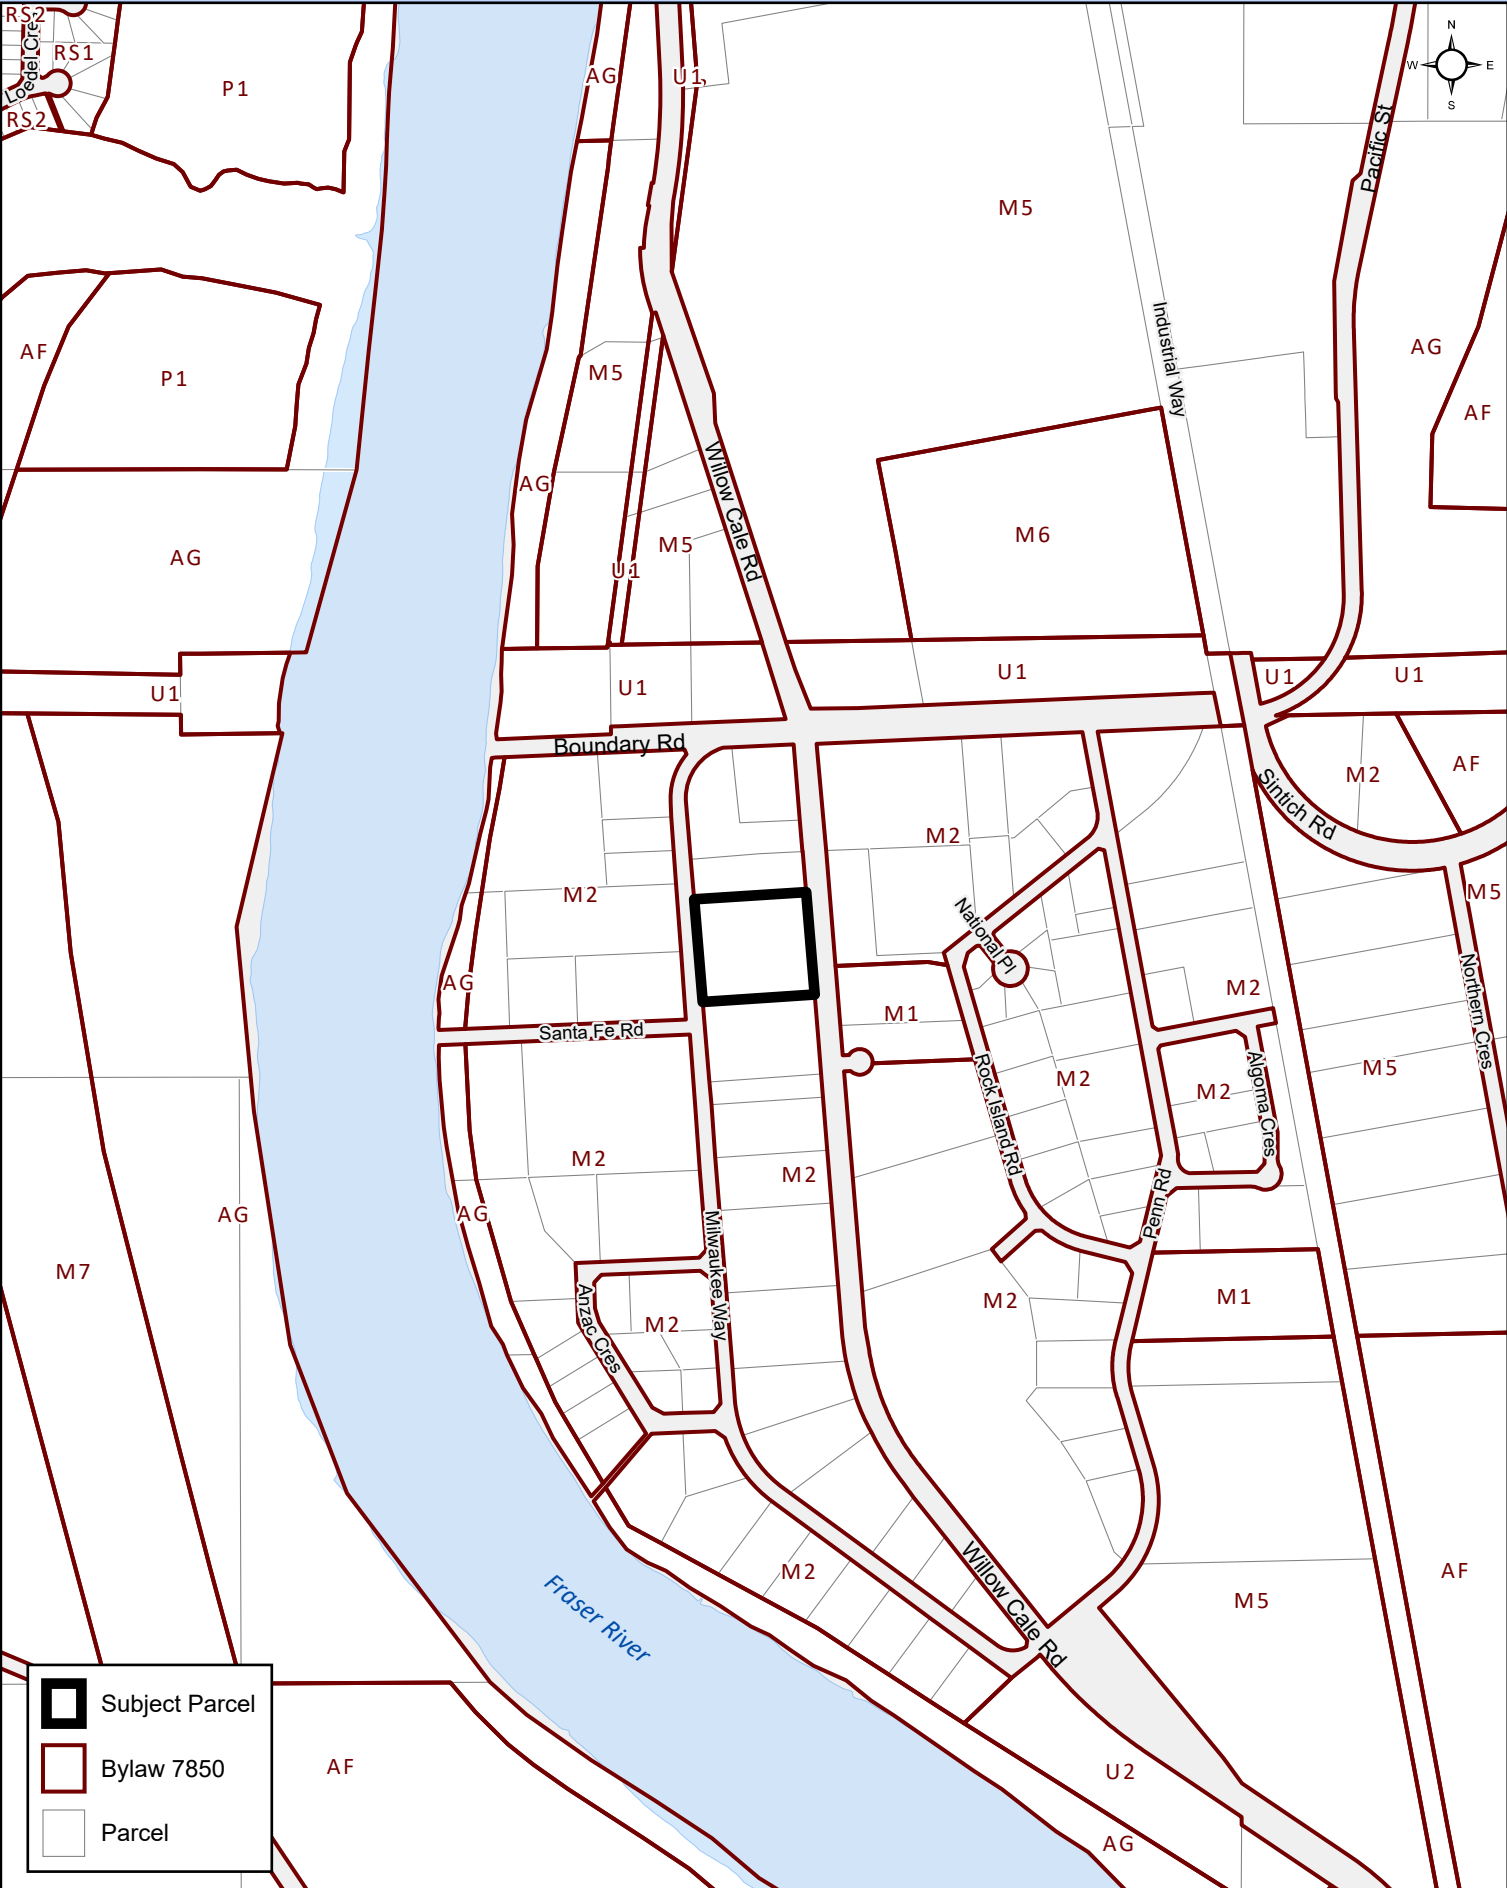 RS2
Loedel Cre
RS1
RS2
P1
AG
U1
N
W E
S
Pacific St
M5
Industrial Way
AF
P1
M5
AG
AF
AG
Willow Cale Rd
M5
M6
U1
AG
U1
U1
U1
U1
U1
Boundary Rd
M2
AF
Sintich Rd
M2
M2
M5
National Pl
AG
M1
M2
Northern Cres
Santa Fe Rd
Rock Island Rd
M2
M2
Algoma Cres
M5
M2
M2
AG
AG
Milwaukee Way
Penn Rd
M7
Anzac Cres
M2
M2
M1
M2
Willow Cale Rd
Fraser River
M5
AF
Subject Parcel
Bylaw 7850
Parcel
AF
U2
AG